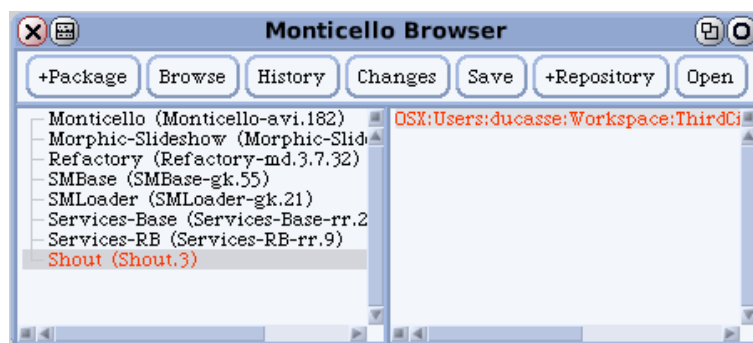 Monticello Browser
+Package Browse History Changes Save +Repository Open
Monticello (Monticello-avi.182)
Morphic-Slideshow (Morphic-Slid
Refactory (Refactory-md.3.7.32)
SMBase (SMBase-gk.55)
SMLoader (SMLoader-gk.21)
Services-Base (Services-Base-rr.2
Services-RB (Services-RB-rr.9)
Shout (Shout.3)
OSX:Users:ducasse:Workspace:ThirdCi